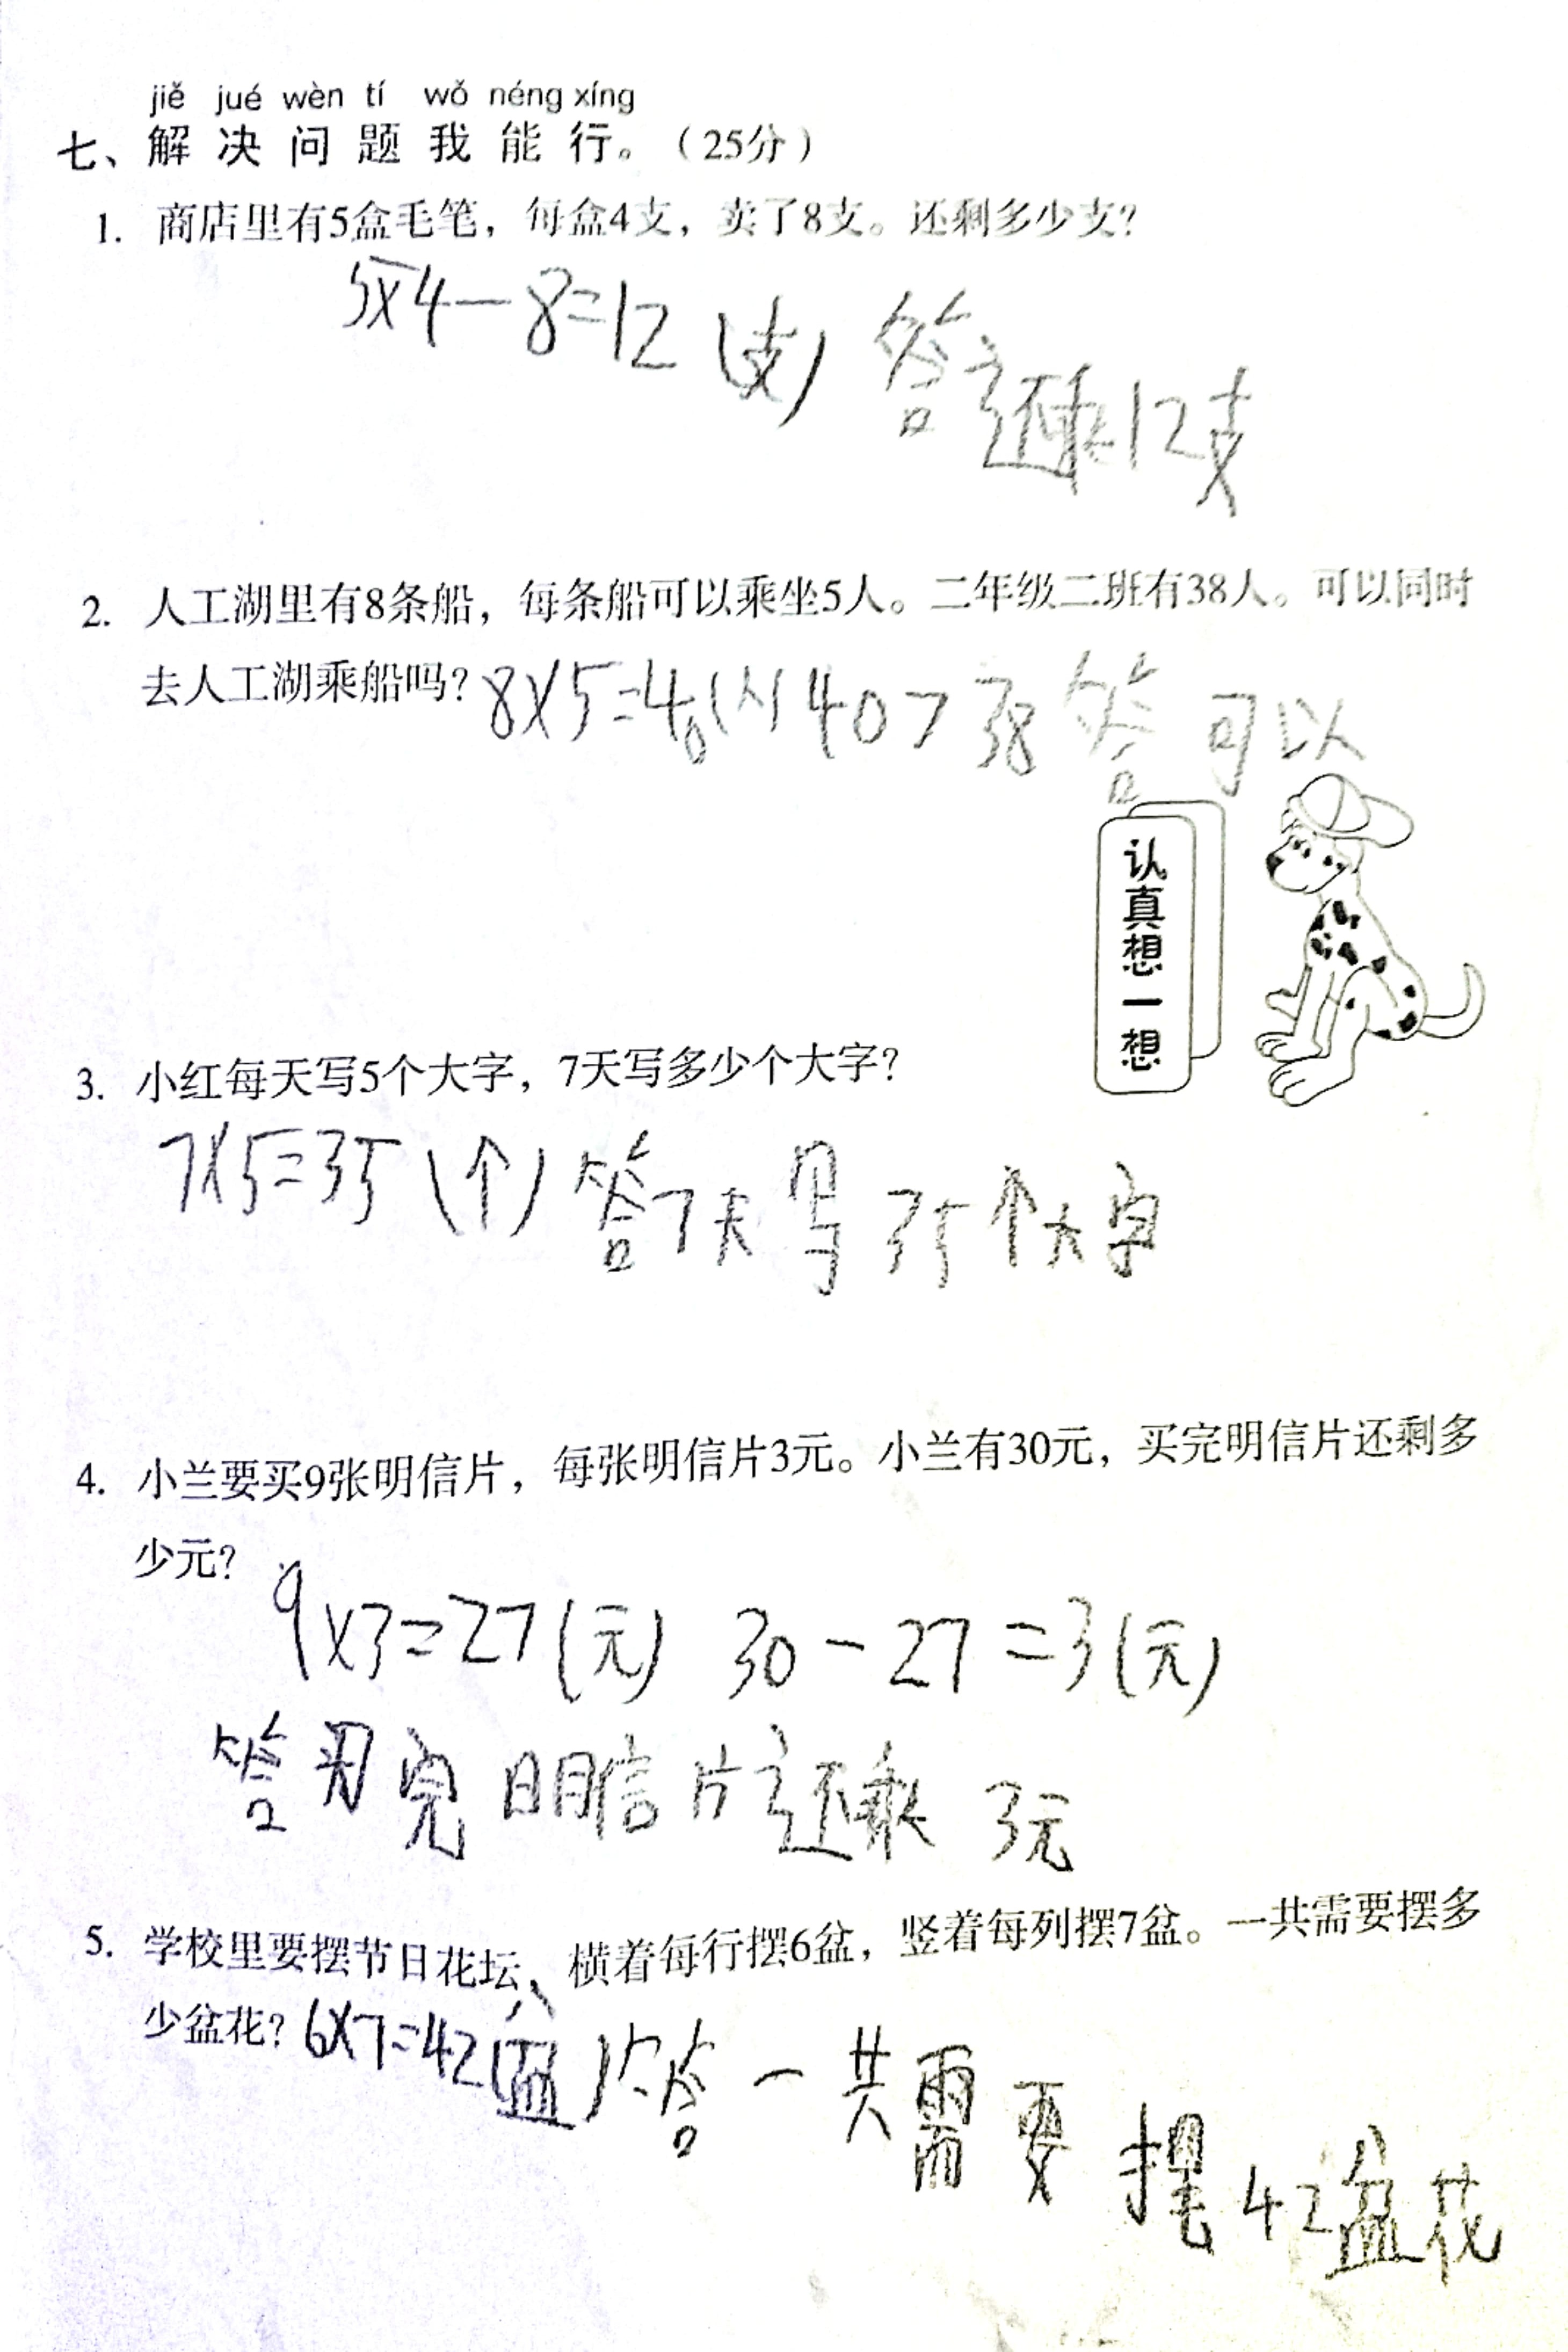 jiě jué wèn tí wǒ néng xíng
七、解决问题我能行。（25分）
1. 商店里有5盒毛笔，每盒4支，卖了8支。还剩多少支？
5×4－8=12（支）答还剩12支
2. 人工湖里有8条船，每条船可以乘坐5人。二年级二班有38人。可以同时
去人工湖乘船吗？8×5=40(人)40>38 答可以
认真想一想
3. 小红每天写5个大字，7天写多少个大字？
7×5=35（个）答7天写35个大字
4. 小兰要买9张明信片，每张明信片3元。小兰有30元，买完明信片还剩多
少元？
9×3=27(元) 30－27=3(元)
答买完明信片还剩3元
5. 学校里要摆节日花坛，横着每行摆6盆，竖着每列摆7盆。一共需要摆多
少盆花？6×7=42(盆)答一共需要摆42盆花